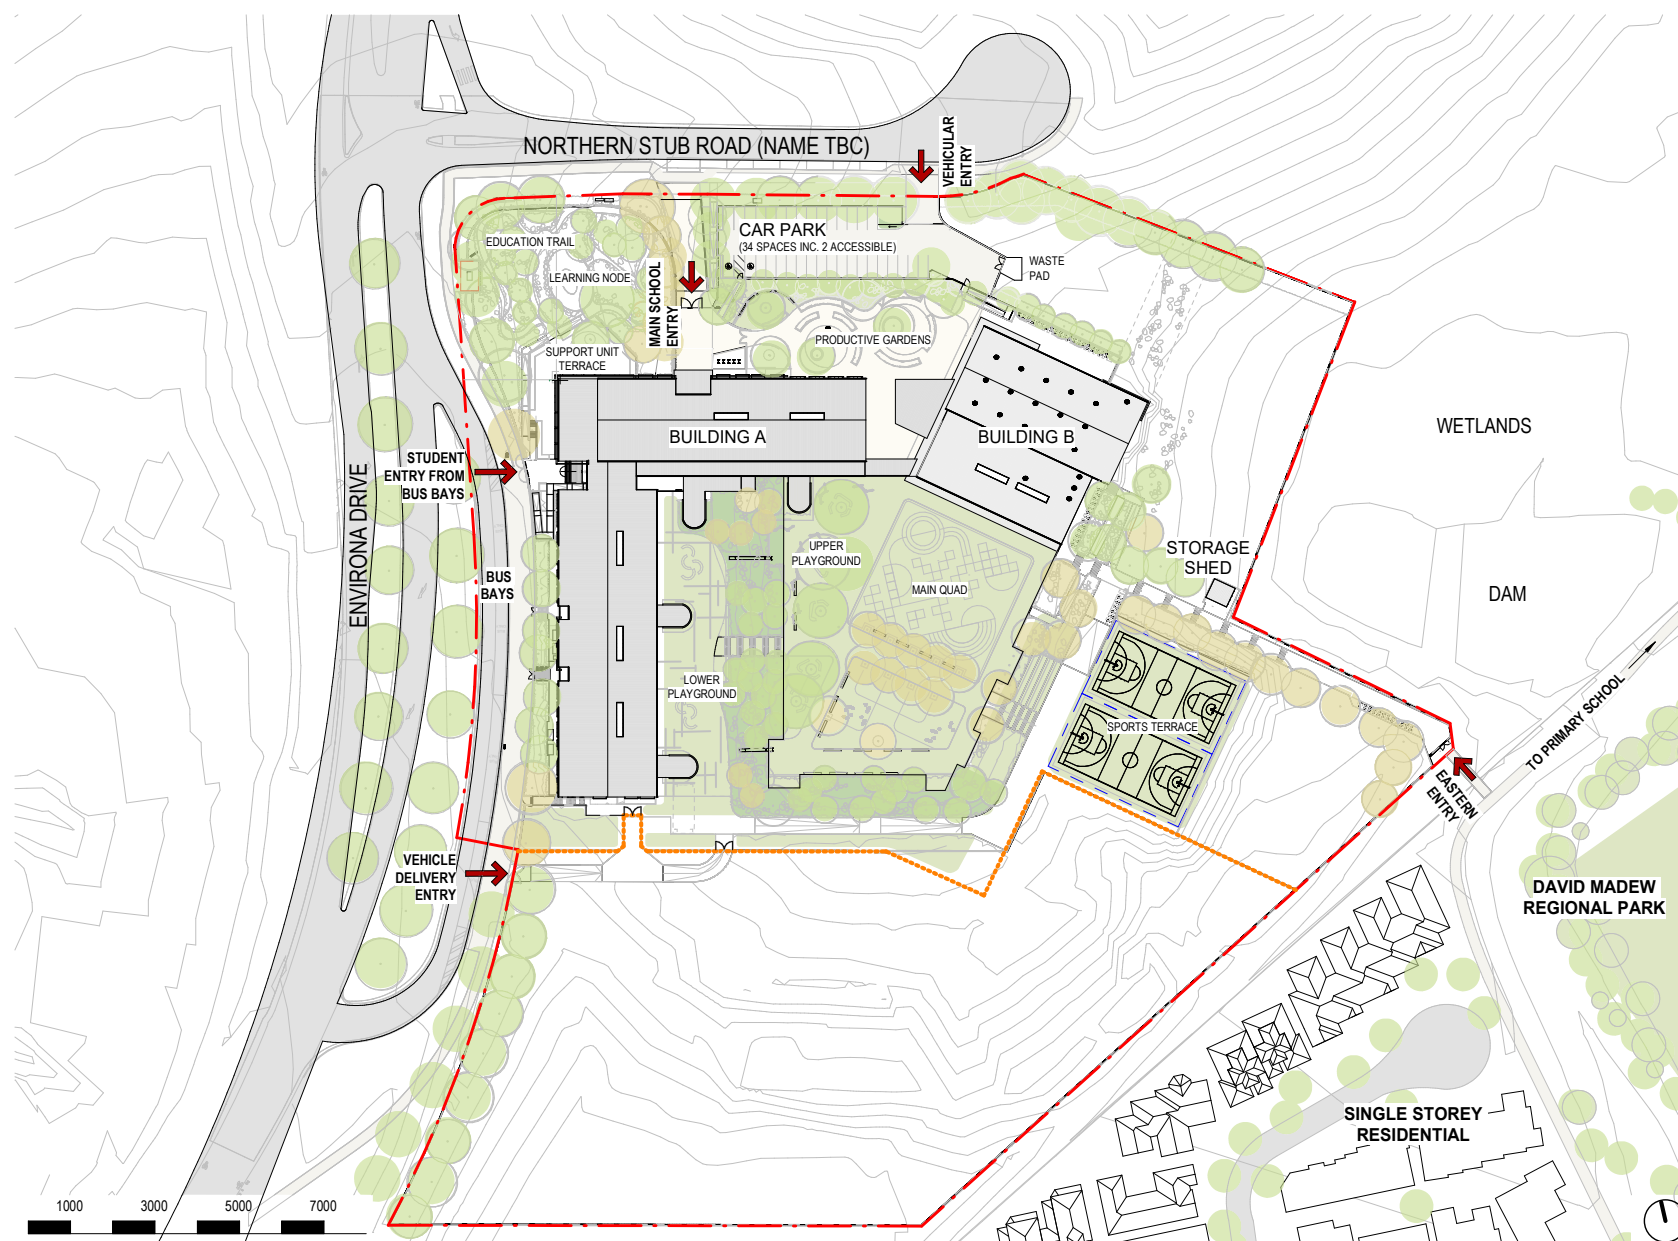 NORTHERN STUB ROAD (NAME TBC)
VEHICULAR
ENTRY
CAR PARK
(34 SPACES INC. 2 ACCESSIBLE)
EDUCATION TRAIL
LEARNING NODE
MAIN SCHOOL
ENTRY
WASTE
PAD
SUPPORT UNIT
TERRACE
PRODUCTIVE GARDENS
BUILDING A
BUILDING B
WETLANDS
STUDENT
ENTRY FROM
BUS BAYS
ENVIRONA DRIVE
BUS
BAYS
UPPER
PLAYGROUND
MAIN QUAD
STORAGE
SHED
DAM
LOWER
PLAYGROUND
SPORTS TERRACE
TO PRIMARY SCHOOL
EASTERN
ENTRY
VEHICLE
DELIVERY
ENTRY
DAVID MADEW
REGIONAL PARK
SINGLE STOREY
RESIDENTIAL
1000 3000 5000 7000